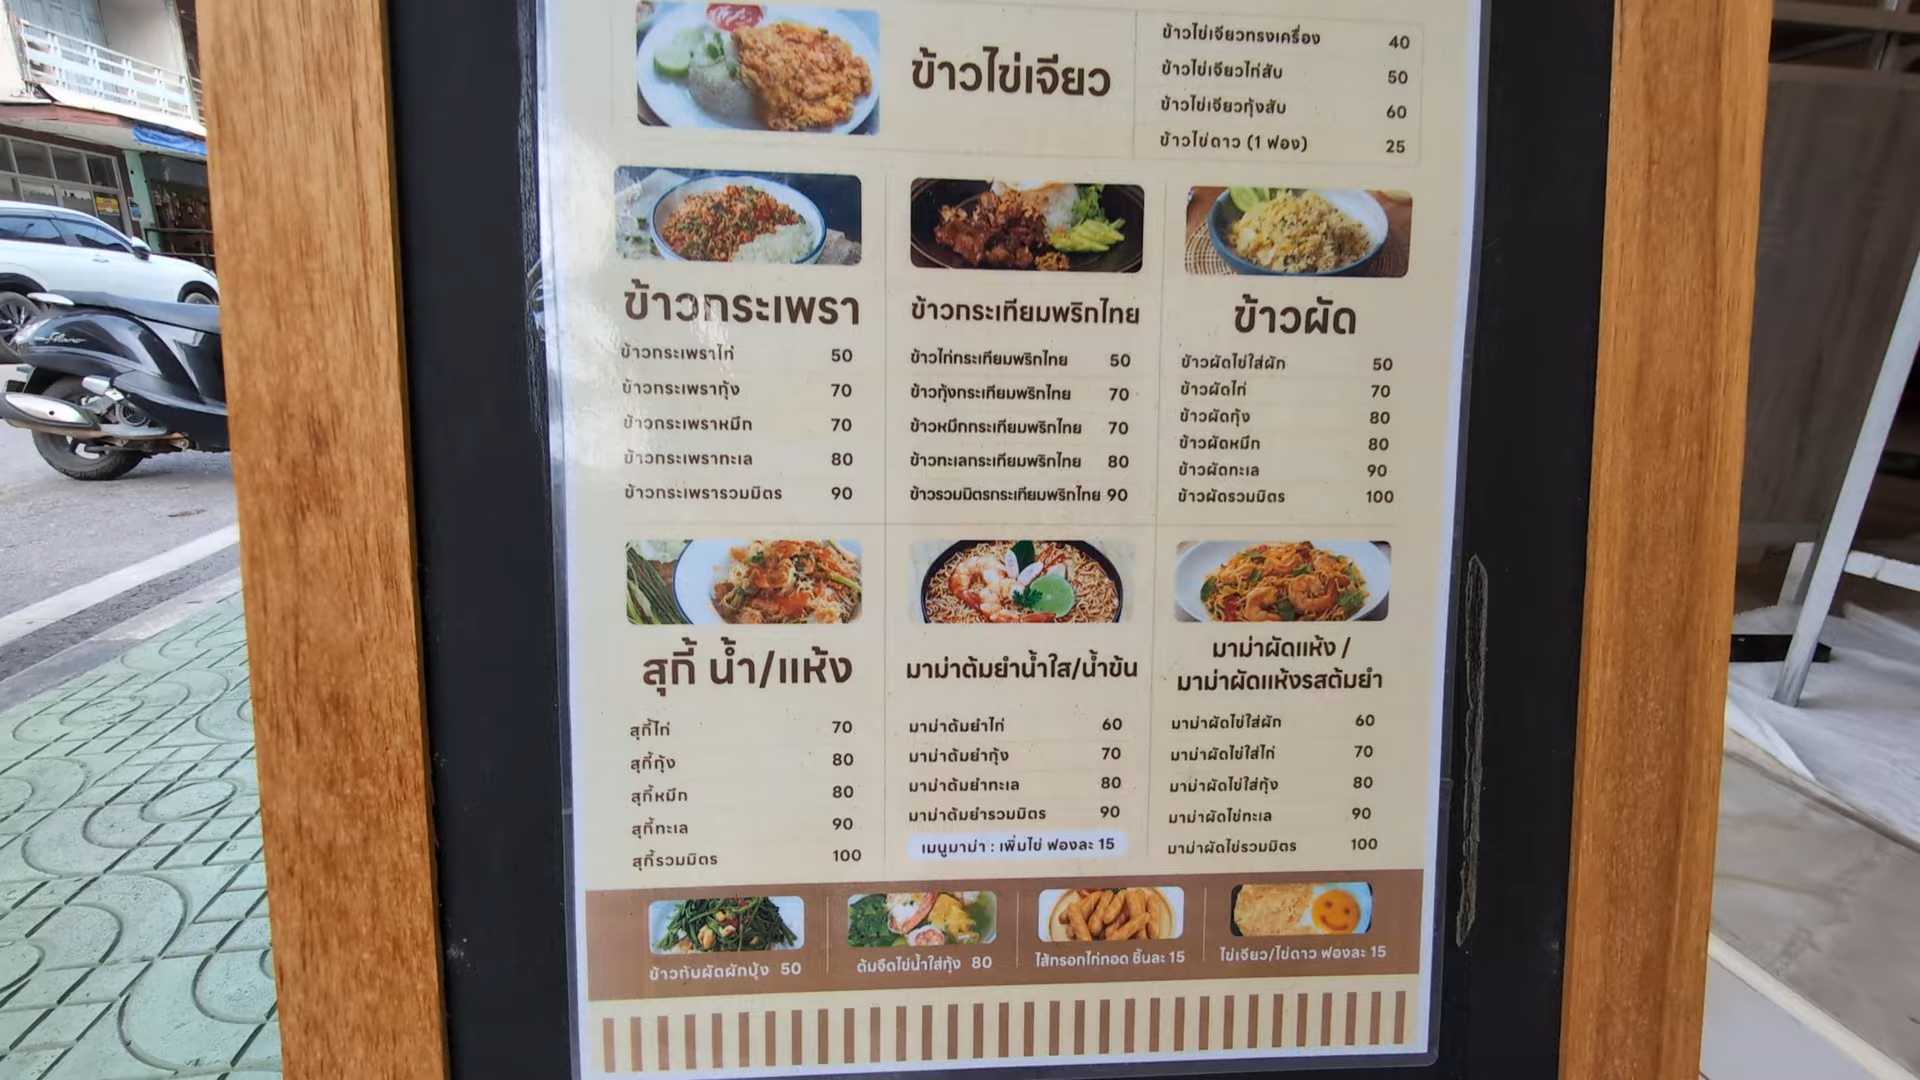 ข้าวไข่เจียว
ข้าวไข่เจียวทรงเครื่อง 40
ข้าวไข่เจียวไก่สับ 50
ข้าวไข่เจียวกุ้งสับ 60
ข้าวไข่ดาว (1 ฟอง) 25
ข้าวกระเพรา
ข้าวกระเพราไก่ 50
ข้าวกระเพรากุ้ง 70
ข้าวกระเพราหมึก 70
ข้าวกระเพราทะเล 80
ข้าวกระเพรารวมมิตร 90
ข้าวกระเทียมพริกไทย
ข้าวไก่กระเทียมพริกไทย 50
ข้าวกุ้งกระเทียมพริกไทย 70
ข้าวหมึกกระเทียมพริกไทย 70
ข้าวทะเลกระเทียมพริกไทย 80
ข้าวรวมมิตรกระเทียมพริกไทย 90
ข้าวผัด
ข้าวผัดไข่ใส่ผัก 50
ข้าวผัดไก่ 70
ข้าวผัดกุ้ง 80
ข้าวผัดหมึก 80
ข้าวผัดทะเล 90
ข้าวผัดรวมมิตร 100
สุกี้ น้ำ/แห้ง
สุกี้ไก่ 70
สุกี้กุ้ง 80
สุกี้หมึก 80
สุกี้ทะเล 90
สุกี้รวมมิตร 100
มาม่าต้มยำน้ำใส/น้ำข้น
มาม่าต้มยำไก่ 60
มาม่าต้มยำกุ้ง 70
มาม่าต้มยำทะเล 80
มาม่าต้มยำรวมมิตร 90
เมนูมาม่า : เพิ่มไข่ ฟองละ 15
มาม่าผัดแห้ง /
มาม่าผัดแห้งรสต้มยำ
มาม่าผัดไข่ใส่ผัก 60
มาม่าผัดไข่ใส่ไก่ 70
มาม่าผัดไข่ใส่กุ้ง 80
มาม่าผัดไข่ทะเล 90
มาม่าผัดไข่รวมมิตร 100
ข้าวกับผัดผักบุ้ง 50
ต้มจืดไข่น้ำใส่กุ้ง 80
ไส้กรอกไก่ทอด ชิ้นละ 15
ไข่เจียว/ไข่ดาว ฟองละ 15
Filano